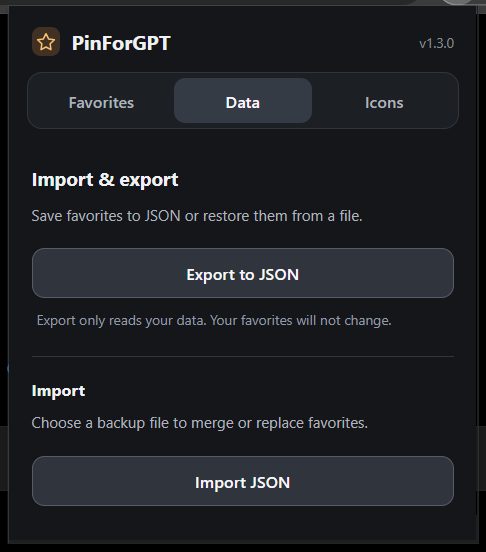 PinForGPT
v1.3.0
Favorites
Data
Icons
Import & export
Save favorites to JSON or restore them from a file.
Export to JSON
Export only reads your data. Your favorites will not change.
Import
Choose a backup file to merge or replace favorites.
Import JSON